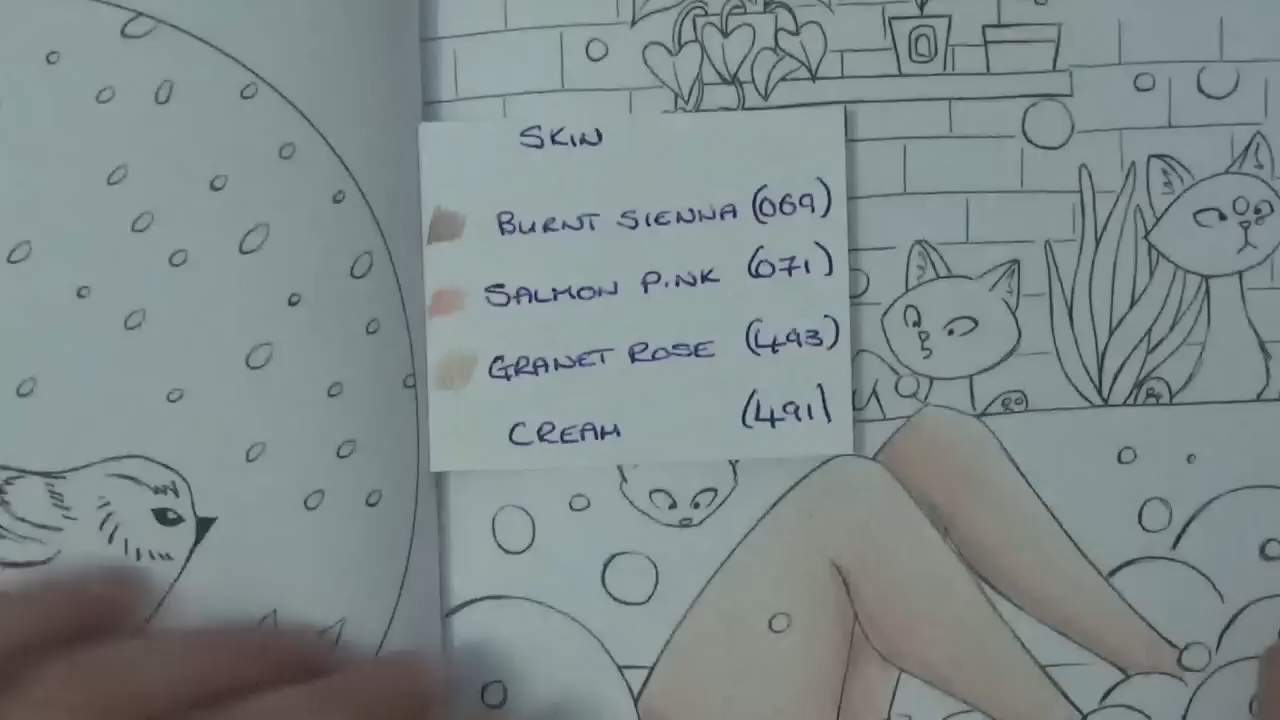 SKIN
BURNT SIENNA (069)
SALMON PINK (071)
GRANET ROSE (493)
CREAM (491)